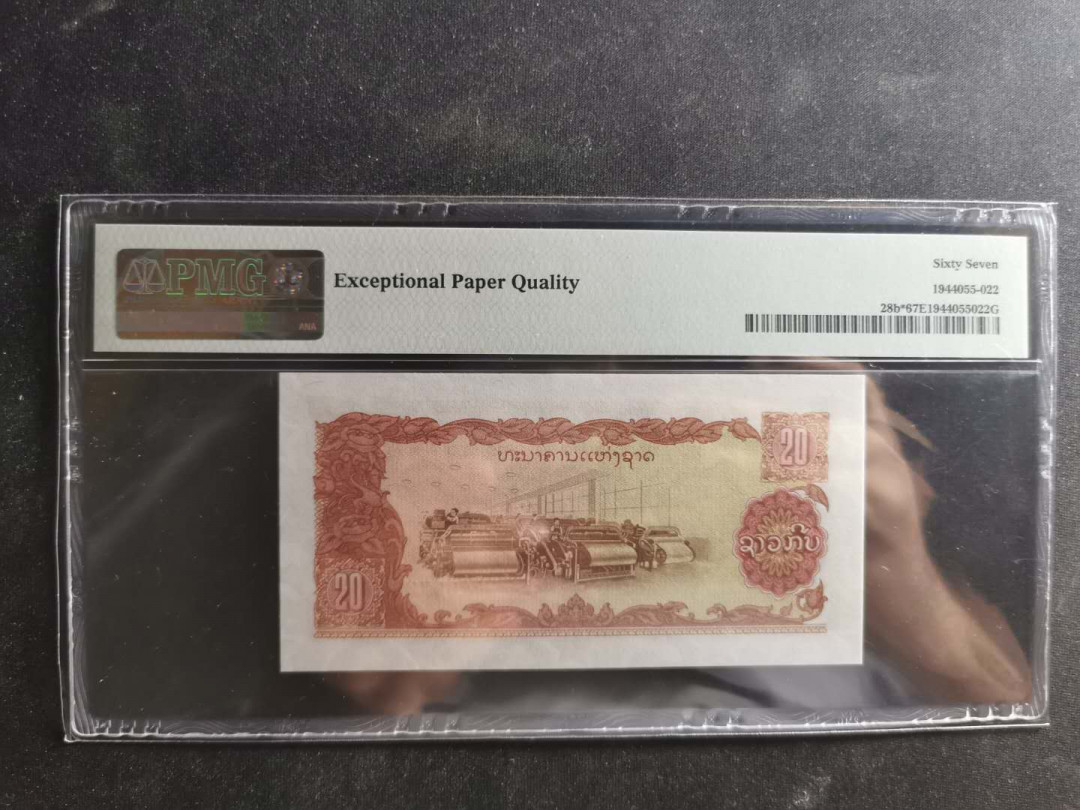 PMG
ANA
Exceptional Paper Quality
Sixty Seven
1944055-022
28b*67E1944055022G
ທະນາຄານແຫ່ງຊາດ
20
ຊາວກີບ
20